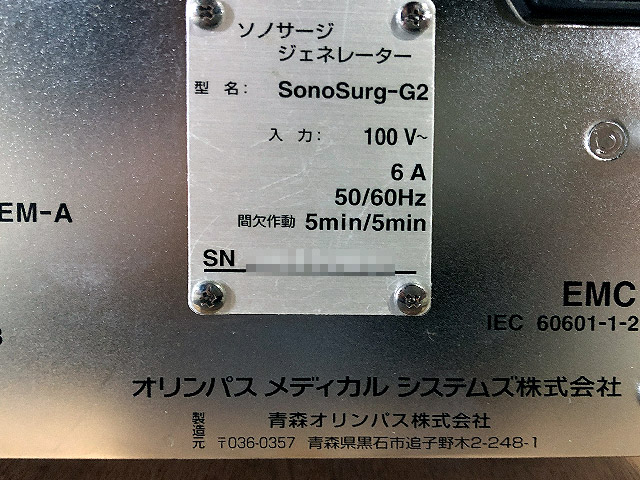 ソノサージ
ジェネレーター
型名: SonoSurg-G2
入力: 100 V~
6 A
50/60Hz
間欠作動 5min/5min
SN
EM-A
EMC
IEC 60601-1-2
オリンパス メディカル システムズ株式会社
製造元 青森オリンパス株式会社
〒036-0357 青森県黒石市追子野木2-248-1